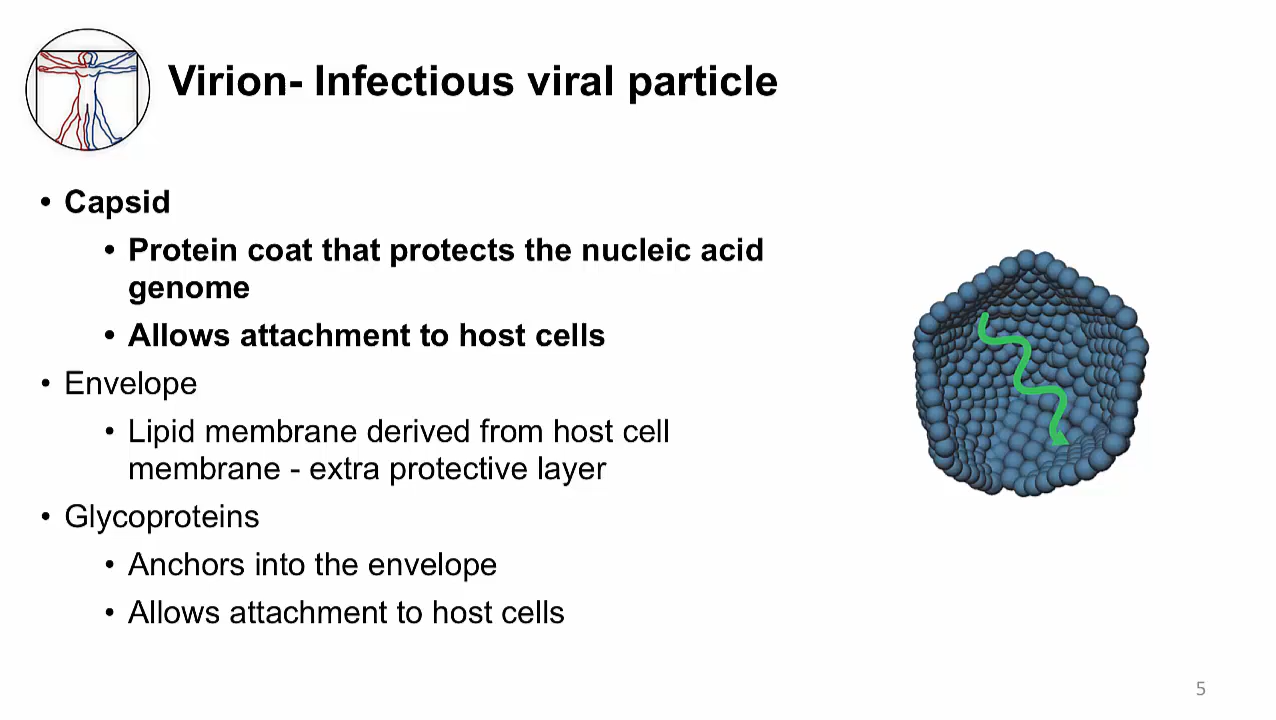 Virion- Infectious viral particle
• Capsid
• Protein coat that protects the nucleic acid
genome
• Allows attachment to host cells
• Envelope
• Lipid membrane derived from host cell
membrane - extra protective layer
• Glycoproteins
• Anchors into the envelope
• Allows attachment to host cells
5